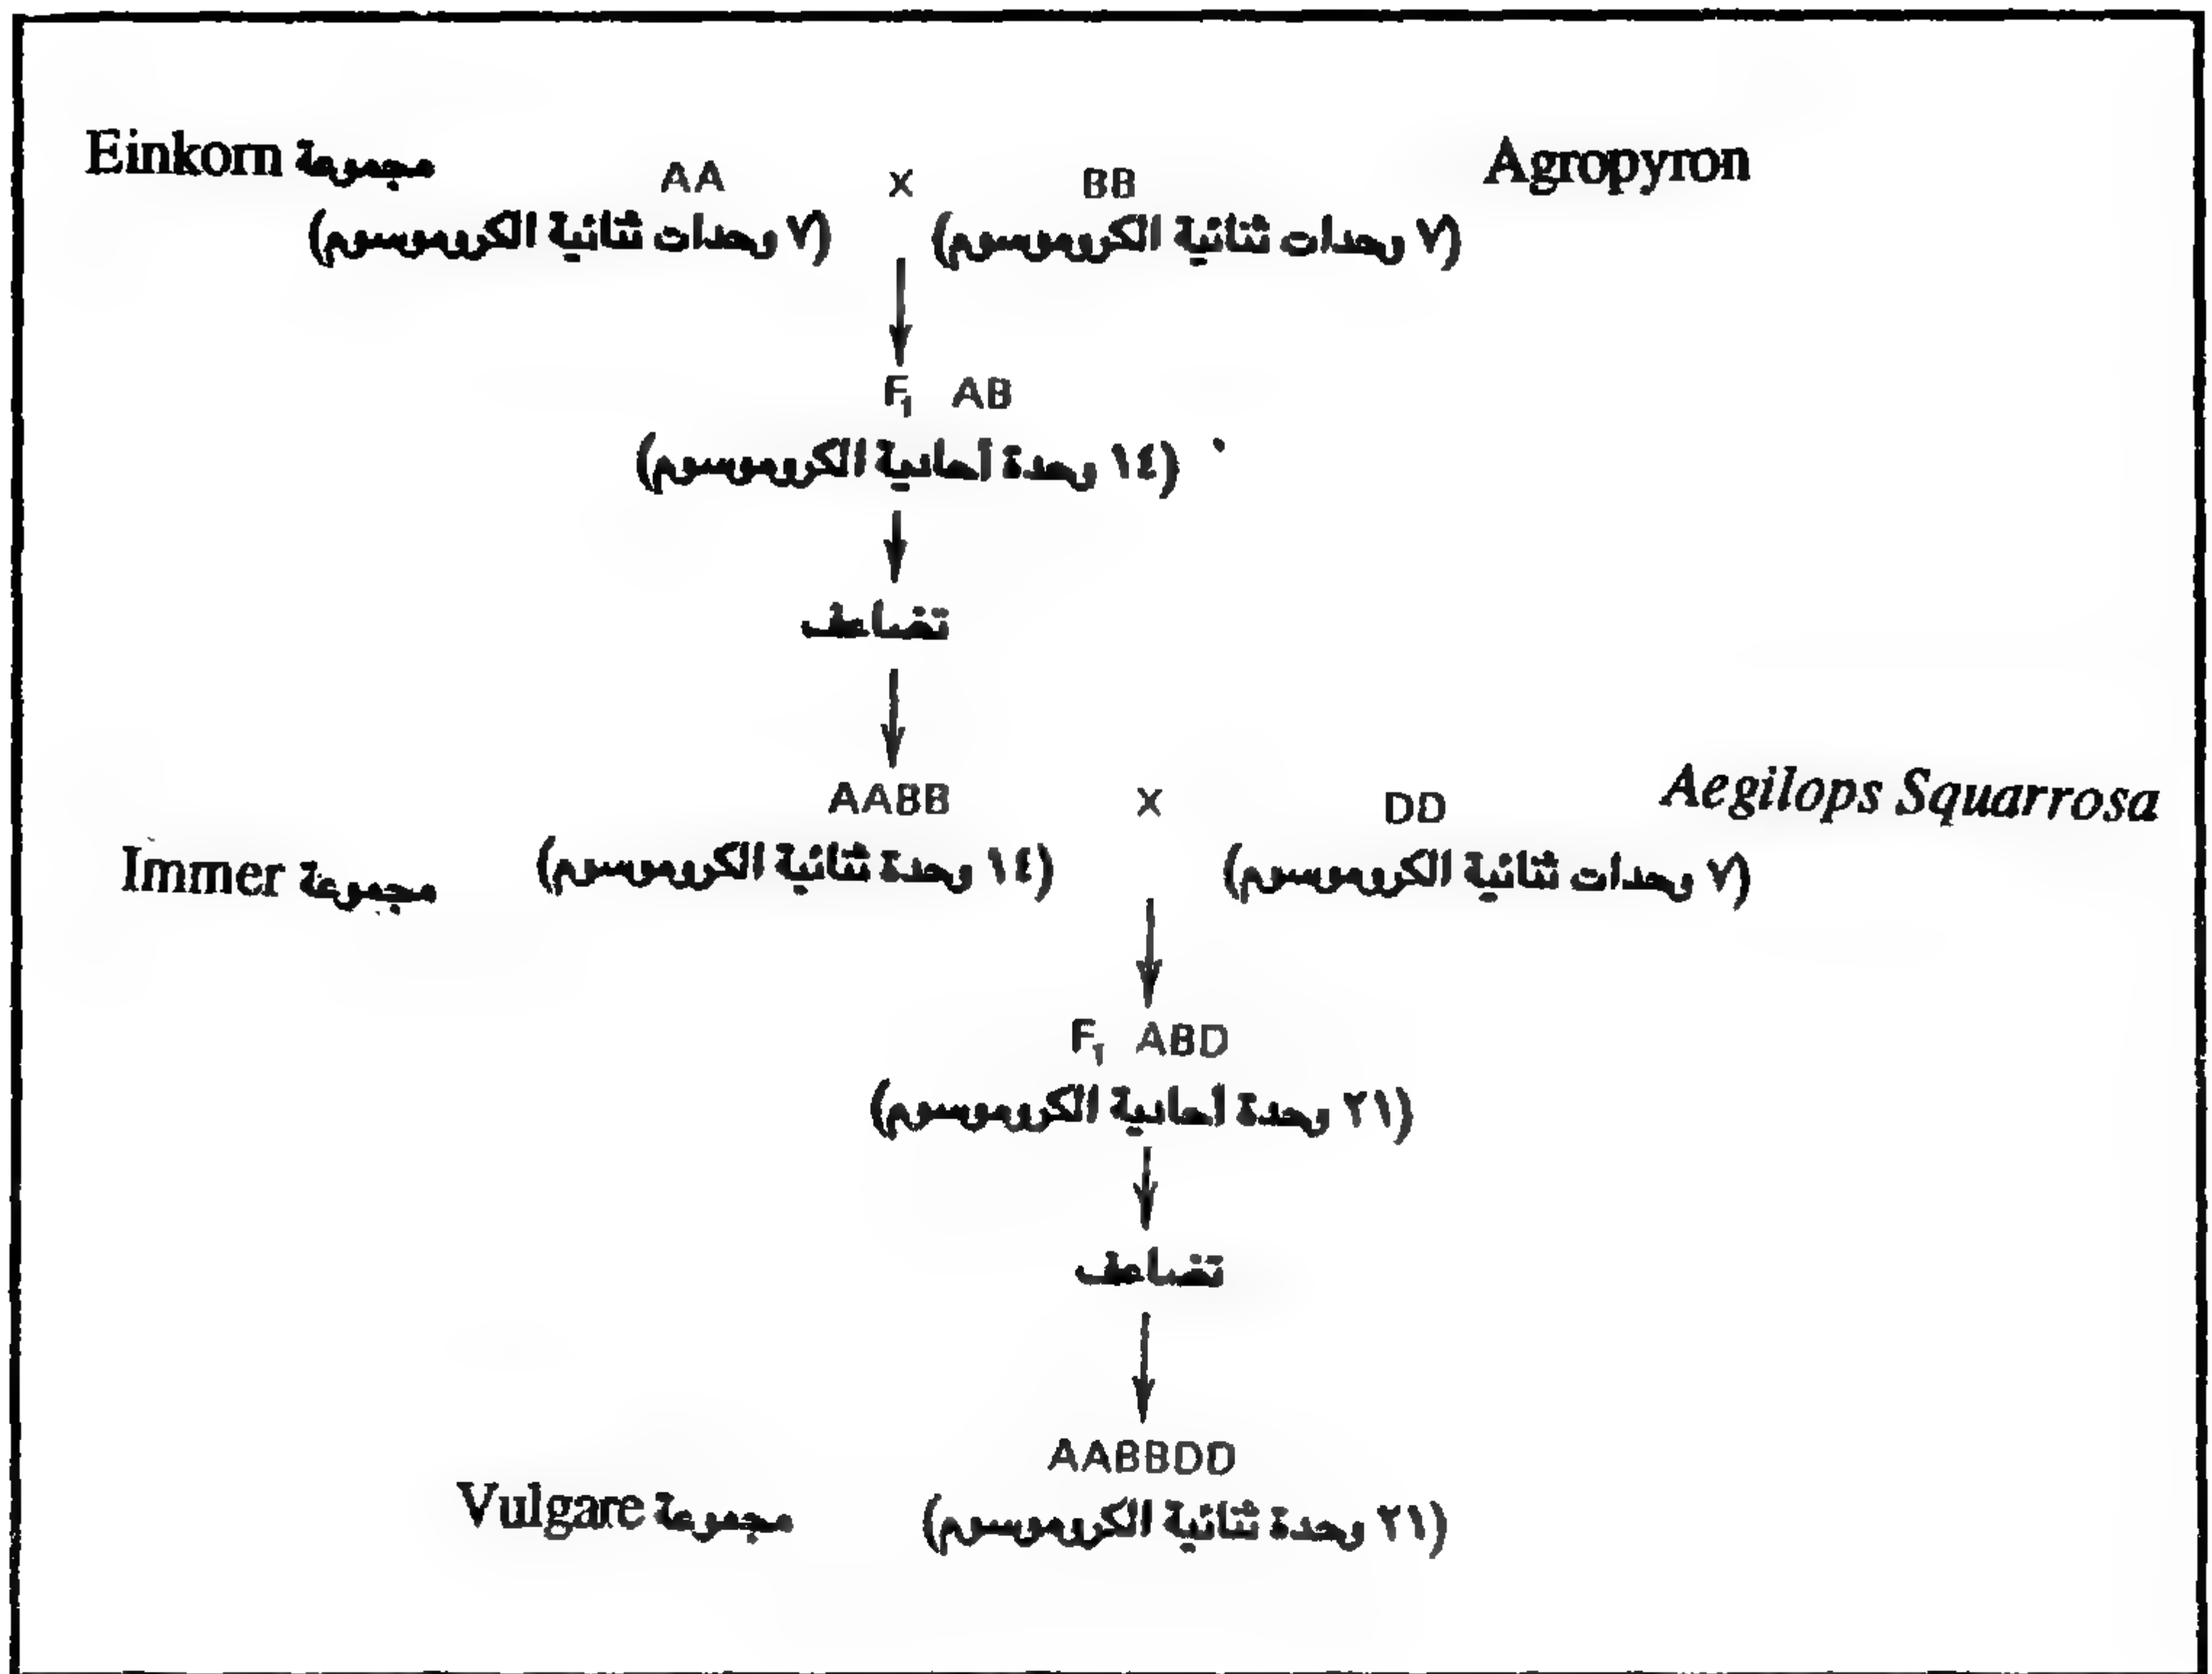 Einkorn مجموعة AA x BB Agropyron
(٧ وحدات ثنائية الكروموسوم) (٧ وحدات ثنائية الكروموسوم)
F₁ AB
(١٤ وحدة أحادية الكروموسوم)
تضاعف
AABB x DD Aegilops Squarrosa
Immer مجموعة (١٤ وحدة ثنائية الكروموسوم) (٧ وحدات ثنائية الكروموسوم)
F₁ ABD
(٢١ وحدة أحادية الكروموسوم)
تضاعف
AABBDD
Vulgare مجموعة (٢١ وحدة ثنائية الكروموسوم)